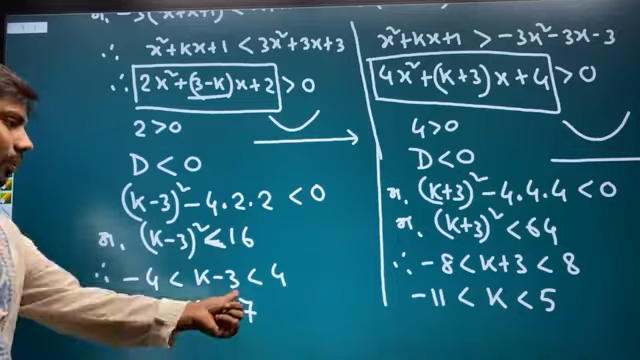 ∴ x²+kx+1 < 3x²+3x+3
∴ 2x²+(3-k)x+2 > 0
2>0
D<0
(k-3)²-4.2.2 <0
বা. (k-3)² <16
∴ -4 < k-3 < 4
7
x²+kx+1 > -3x²-3x-3
4x²+(k+3)x+4 > 0
4>0
D<0
বা. (k+3)²-4.4.4 <0
বা. (k+3)² <64
∴ -8 < k+3 < 8
-11 < k < 5